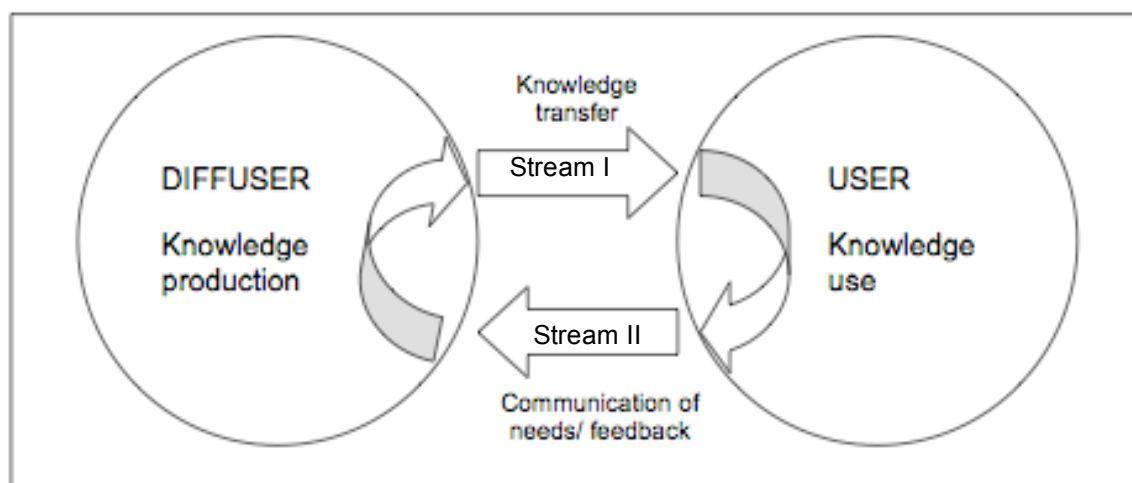 Knowledge
transfer
Stream I
DIFFUSER
Knowledge
production
USER
Knowledge
use
Stream II
Communication of
needs/ feedback